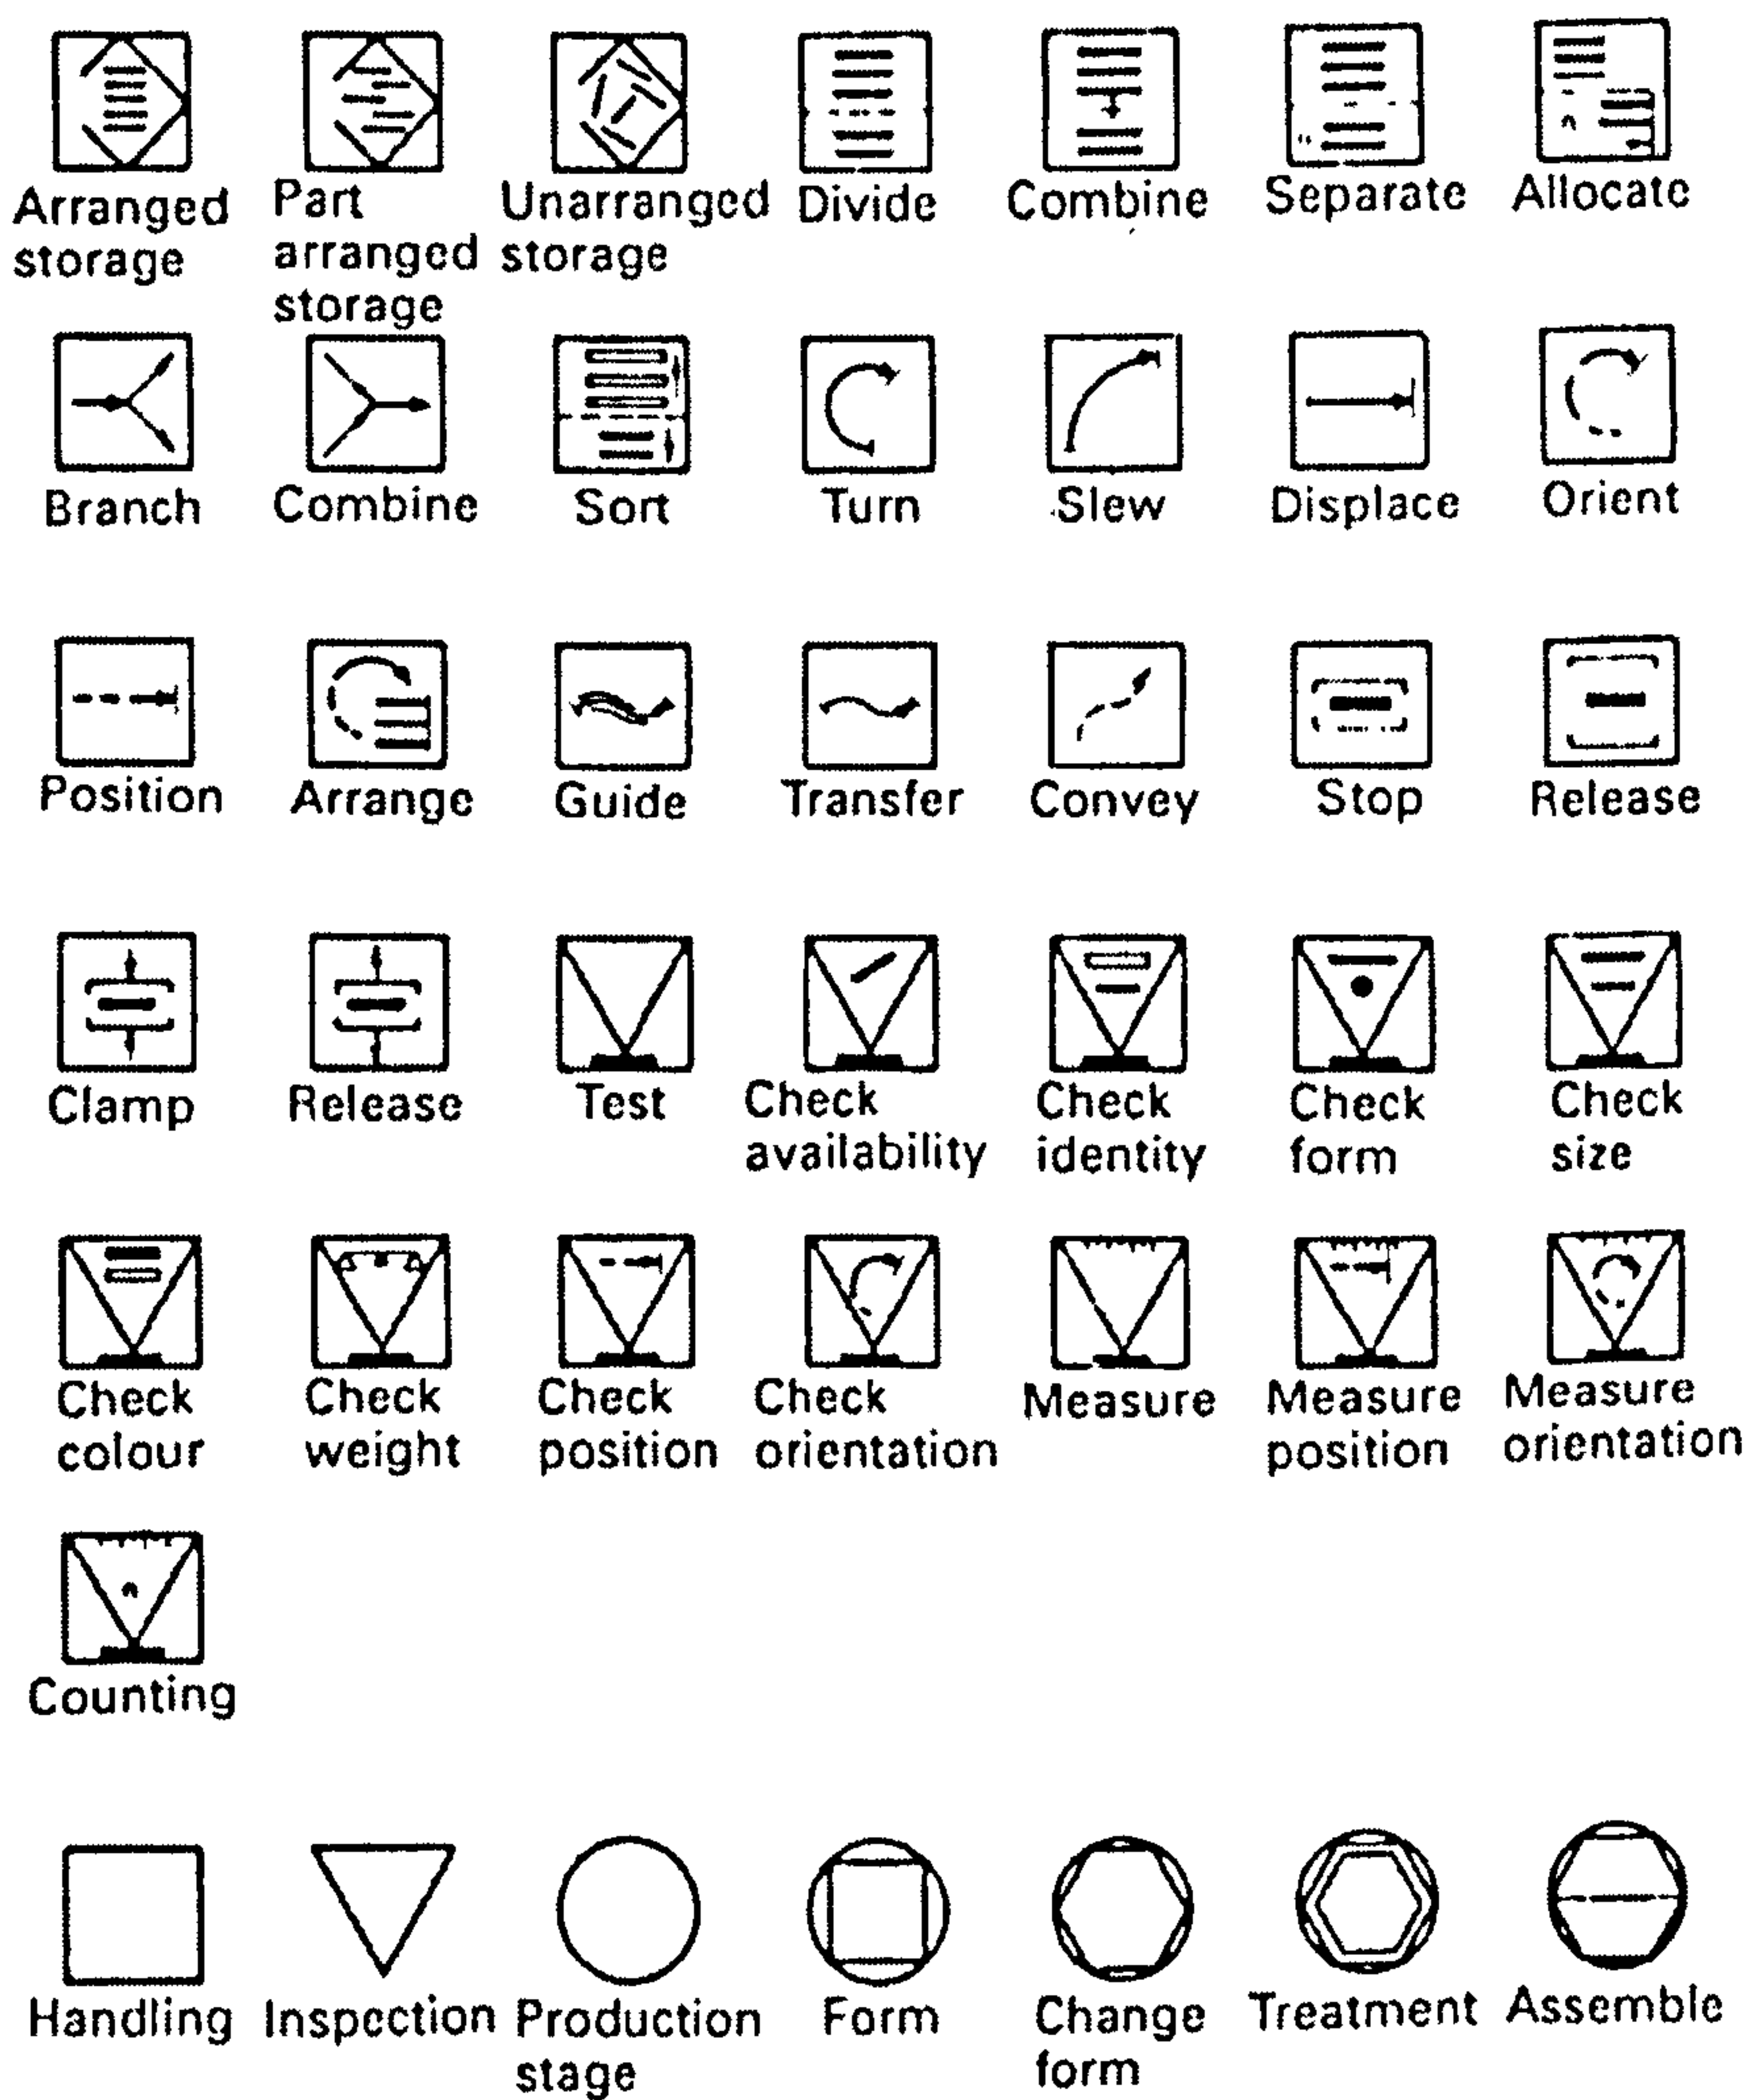 Arranged
storage
Part
arranged
storage
Unarranged
storage
Divide
Combine
Separate
Allocate
Branch
Combine
Sort
Turn
Slew
Displace
Orient
Position
Arrange
Guide
Transfer
Convey
Stop
Release
Clamp
Release
Test
Check
availability
Check
identity
Check
form
Check
size
Check
colour
Check
weight
Check
position
Check
orientation
Measure
Measure
position
Measure
orientation
Counting
Handling
Inspection
Production
stage
Form
Change
form
Treatment
Assemble